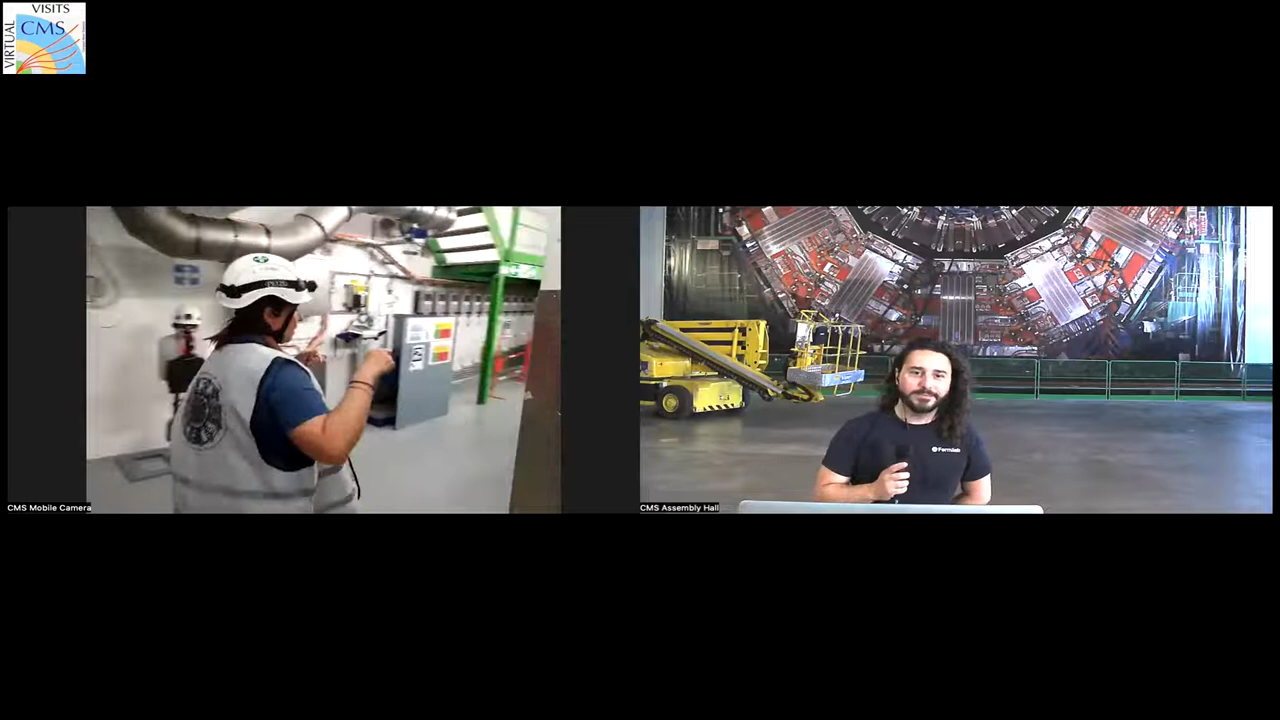 VISITS
CMS
VIRTUAL
CMS Mobile Camera
CMS Assembly Hall
Fermilab